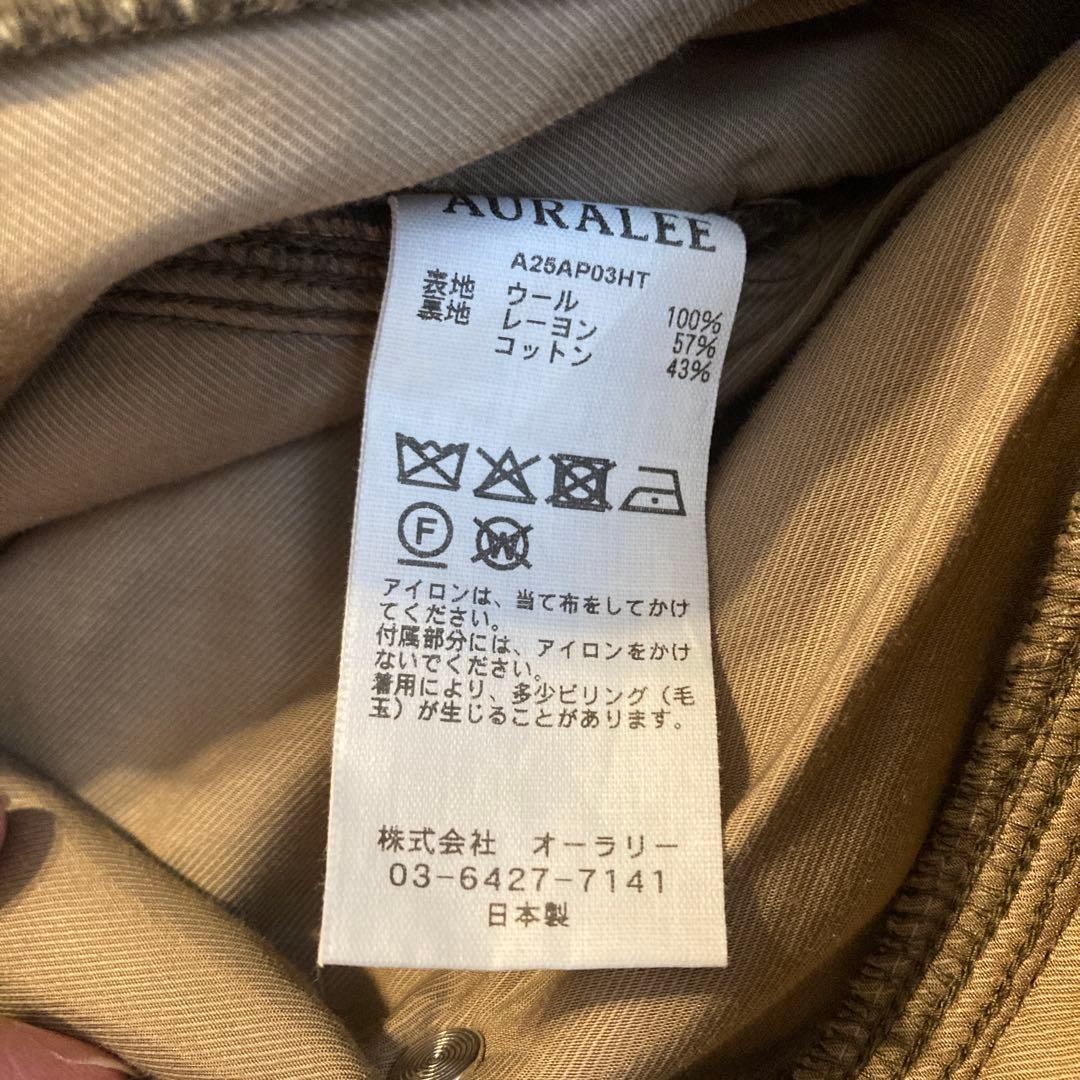 AURALEE
A25AP03HT
表地 ウール 100%
裏地 レーヨン 57%
コットン 43%
F
W
アイロンは、当て布をしてかけ
てください。
付属部分には、アイロンをかけ
ないでください。
着用により、多少ピリング（毛
玉）が生じることがあります。
株式会社 オーラリー
03-6427-7141
日本製